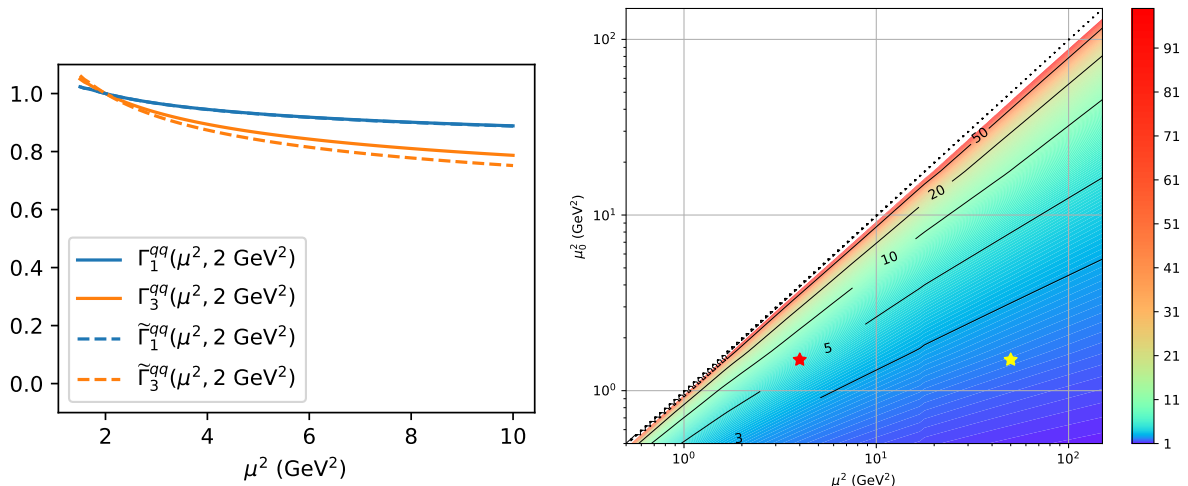 1.0
0.8
0.6
0.4
0.2
0.0
Γ₁^{qq}(μ², 2 GeV²)
Γ₃^{qq}(μ², 2 GeV²)
Γ̃₁^{qq}(μ², 2 GeV²)
Γ̃₃^{qq}(μ², 2 GeV²)
2 4 6 8 10
μ² (GeV²)
10²
10¹
10⁰
μ₀² (GeV²)
50
20
10
5
3
10⁰ 10¹ 10²
μ² (GeV²)
91
81
71
61
51
41
31
21
11
1